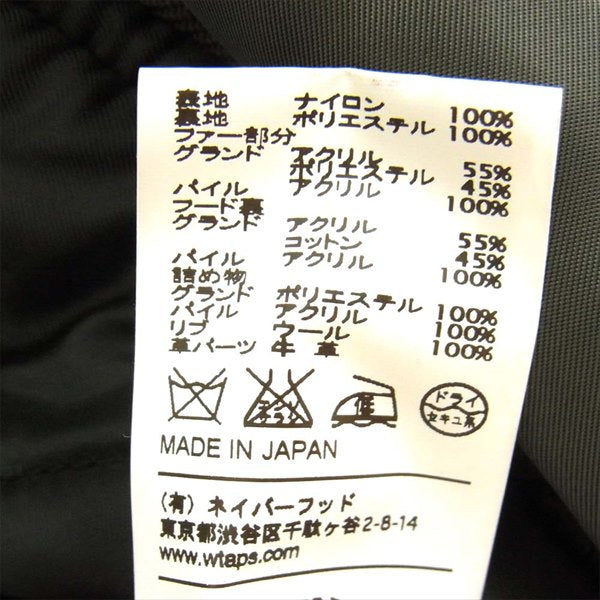 表地 ナイロン 100%
裏地 ポリエステル 100%
ファー部分
グランド アクリル 55%
ポリエステル 45%
パイル アクリル 100%
フード裏
グランド アクリル 55%
コットン 45%
パイル アクリル 100%
詰め物
グランド ポリエステル 100%
パイル アクリル 100%
リブ ウール 100%
革パーツ 牛革
エンソサラシ
低
ドライ
セキユ系
MADE IN JAPAN
(有) ネイバーフッド
東京都渋谷区千駄ヶ谷2-8-14
www.wtaps.com